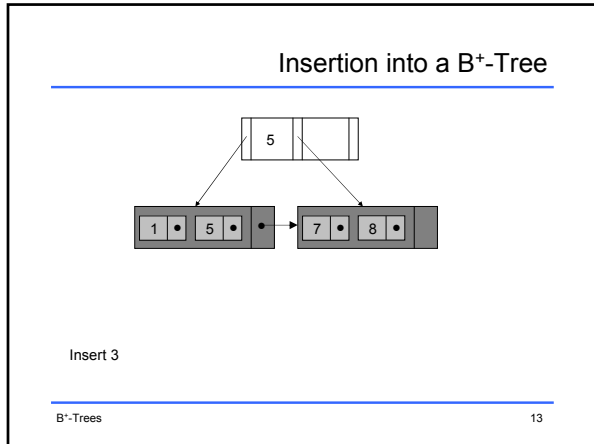 Insertion into a B⁺-Tree
5
1 5 7 8
Insert 3
B⁺-Trees 13